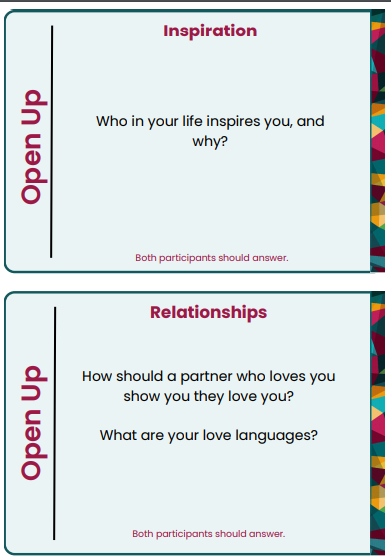 Inspiration
Open Up
Who in your life inspires you, and
why?
Both participants should answer.
Relationships
Open Up
How should a partner who loves you
show you they love you?
What are your love languages?
Both participants should answer.